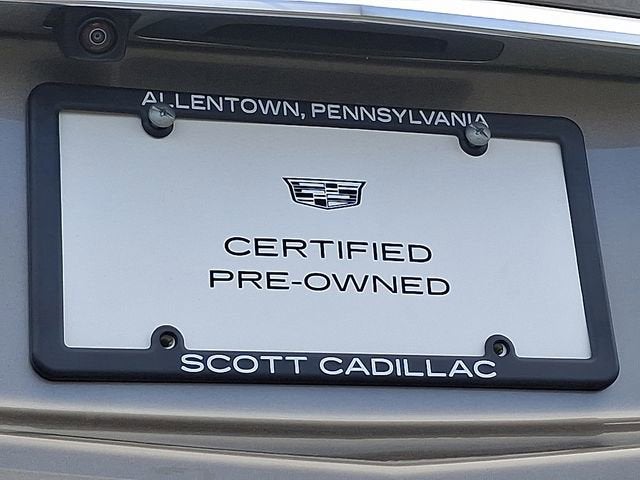 ALLENTOWN, PENNSYLVANIA
CERTIFIED
PRE-OWNED
SCOTT CADILLAC